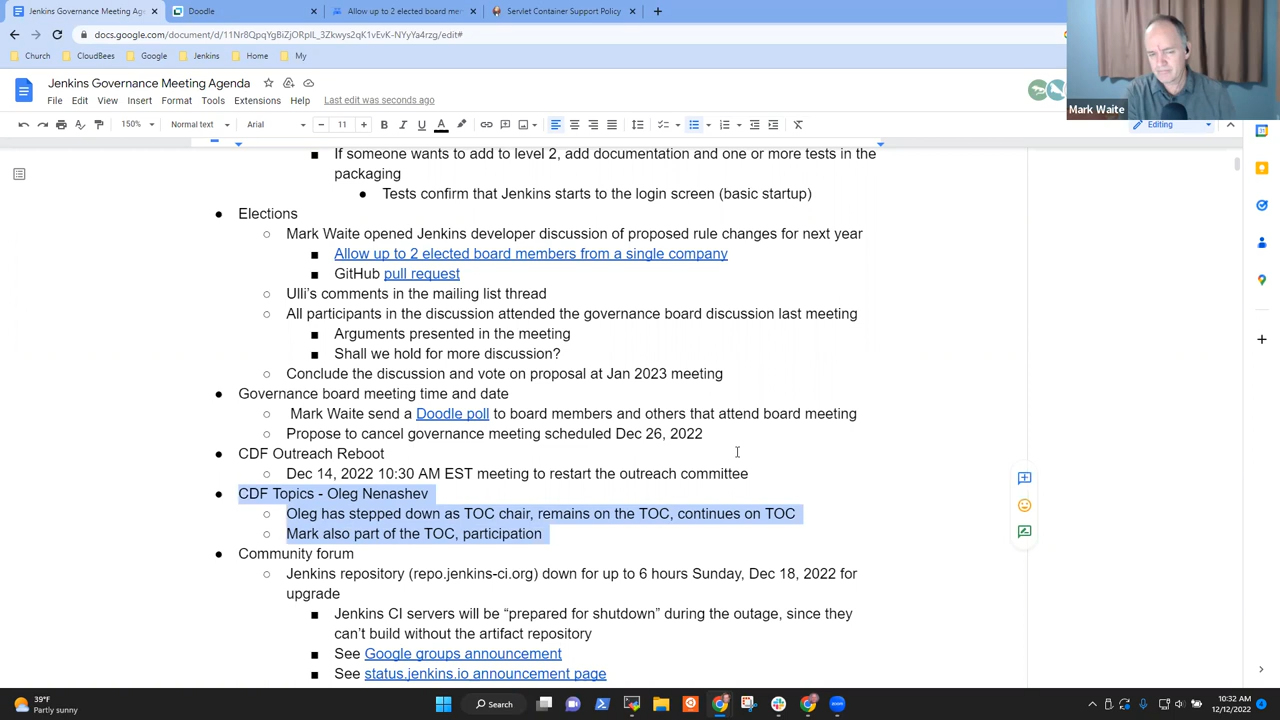 Jenkins Governance Meeting Agenda
Doodle
Allow up to 2 elected board mem
Servlet Container Support Policy
docs.google.com/document/d/11Nr8QpqYgBiZjORpIL_3Zkwys2qK1vEvK-NYyYa4rzg/edit#
Church
CloudBees
Google
Jenkins
Home
My
Jenkins Governance Meeting Agenda
File Edit View Insert Format Tools Extensions Help Last edit was seconds ago
150% Normal text Arial 11 Editing
Mark Waite
■ If someone wants to add to level 2, add documentation and one or more tests in the
packaging
● Tests confirm that Jenkins starts to the login screen (basic startup)
● Elections
○ Mark Waite opened Jenkins developer discussion of proposed rule changes for next year
■ Allow up to 2 elected board members from a single company
■ GitHub pull request
○ Ulli's comments in the mailing list thread
○ All participants in the discussion attended the governance board discussion last meeting
■ Arguments presented in the meeting
■ Shall we hold for more discussion?
○ Conclude the discussion and vote on proposal at Jan 2023 meeting
● Governance board meeting time and date
○ Mark Waite send a Doodle poll to board members and others that attend board meeting
○ Propose to cancel governance meeting scheduled Dec 26, 2022
● CDF Outreach Reboot
○ Dec 14, 2022 10:30 AM EST meeting to restart the outreach committee
● CDF Topics - Oleg Nenashev
○ Oleg has stepped down as TOC chair, remains on the TOC, continues on TOC
○ Mark also part of the TOC, participation
● Community forum
○ Jenkins repository (repo.jenkins-ci.org) down for up to 6 hours Sunday, Dec 18, 2022 for
upgrade
■ Jenkins CI servers will be “prepared for shutdown” during the outage, since they
can't build without the artifact repository
■ See Google groups announcement
■ See status.jenkins.io announcement page
39°F
Partly sunny
Search
10:32 AM
12/12/2022